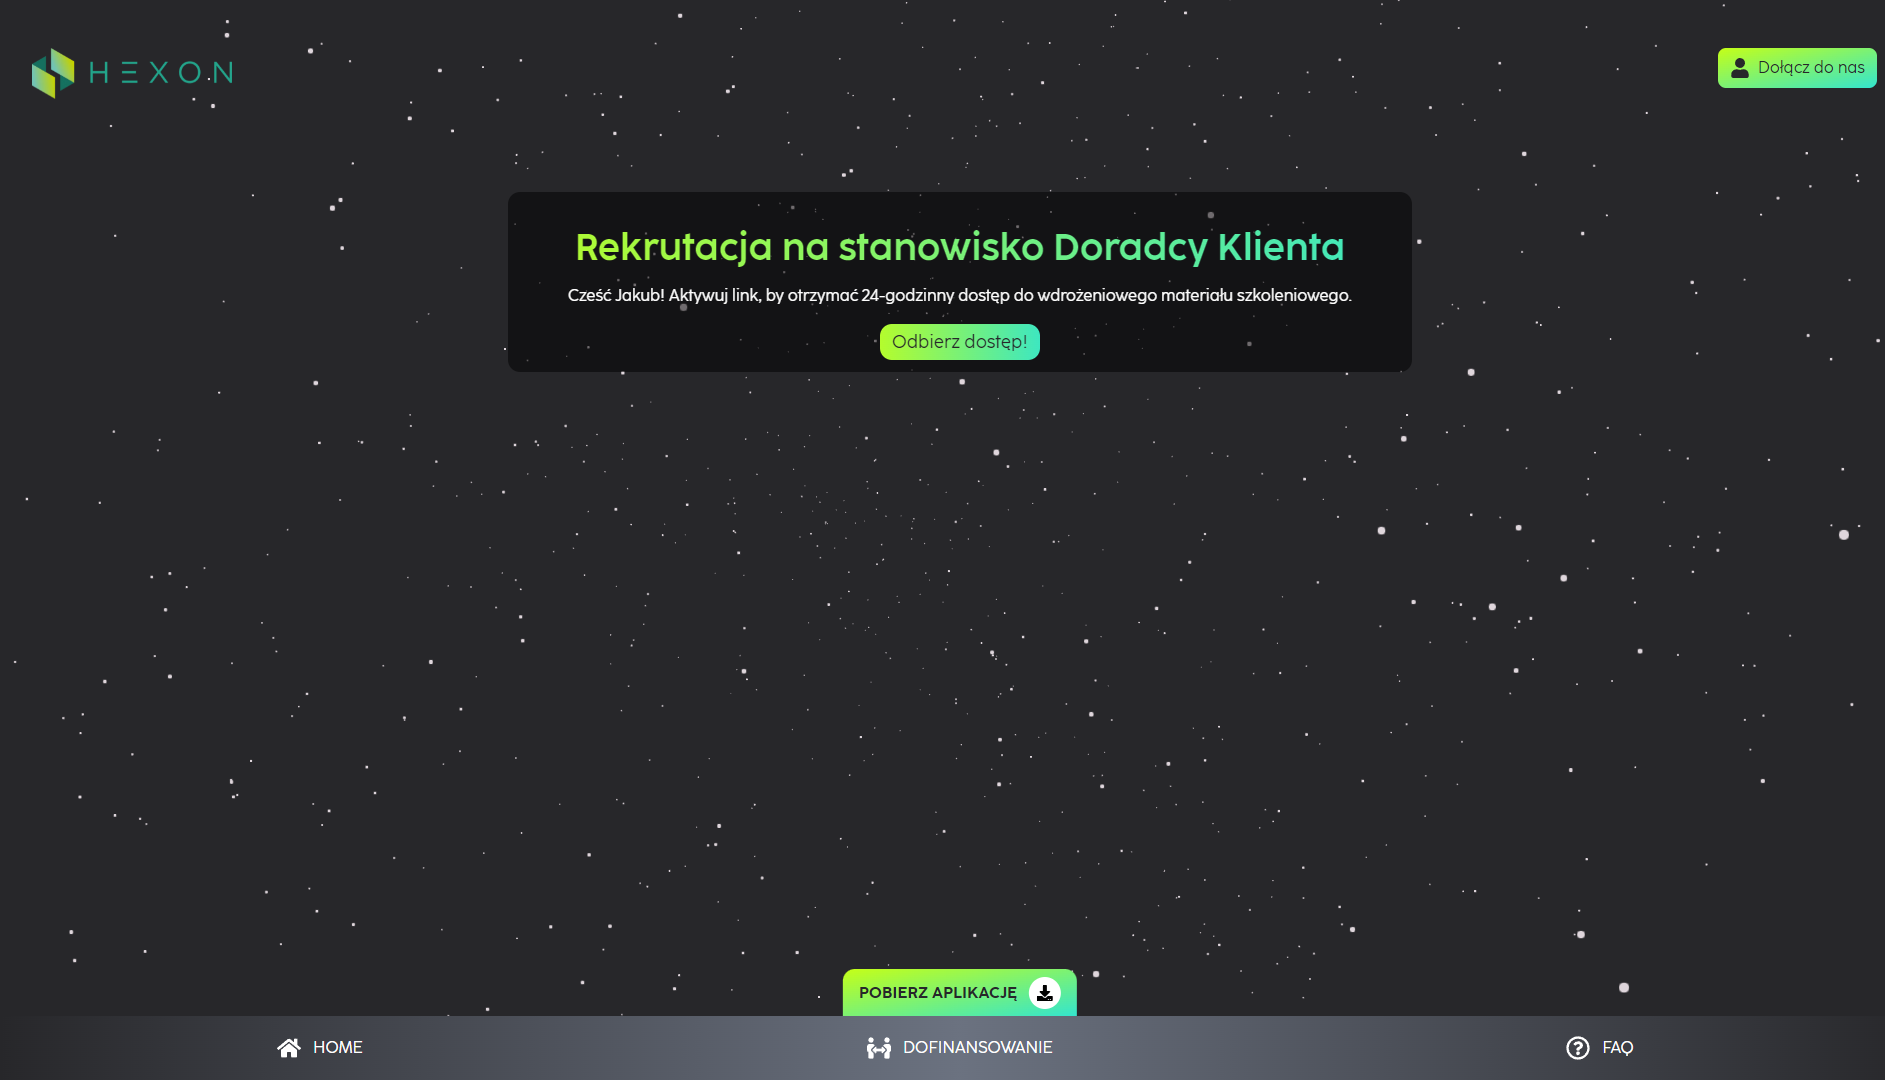 HEXON
Dołącz do nas
Rekrutacja na stanowisko Doradcy Klienta
Cześć Jakub! Aktywuj link, by otrzymać 24-godzinny dostęp do wdrożeniowego materiału szkoleniowego.
Odbierz dostęp!
POBIERZ APLIKACJĘ
HOME
DOFINANSOWANIE
FAQ